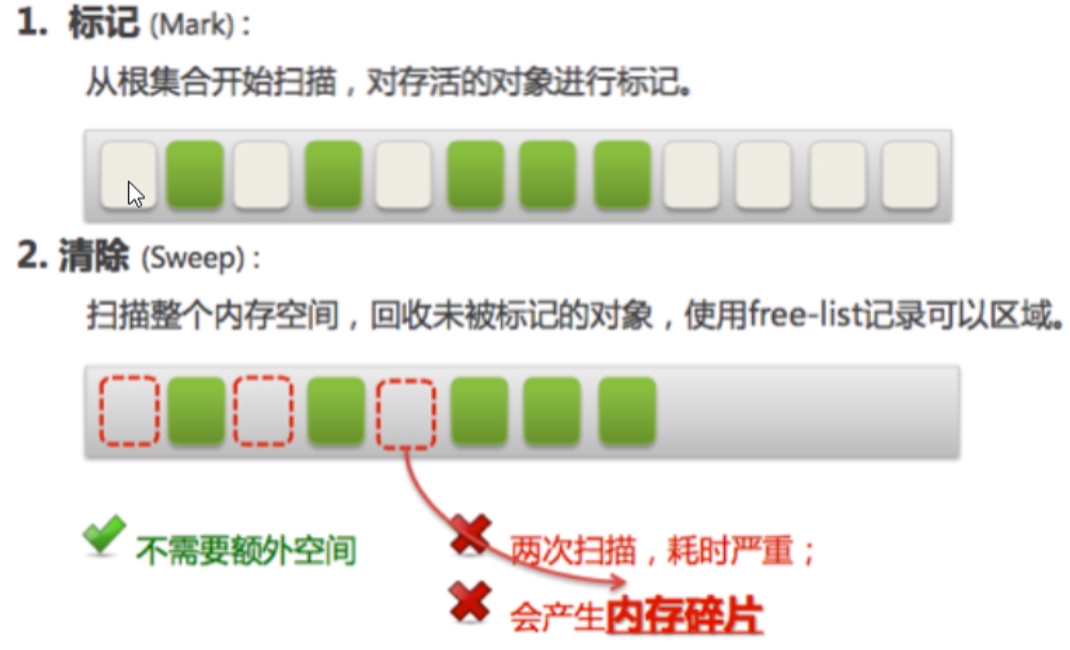 1. 标记 (Mark)：
从根集合开始扫描，对存活的对象进行标记。
2. 清除 (Sweep)：
扫描整个内存空间，回收未被标记的对象，使用free-list记录可以区域。
不需要额外空间
两次扫描，耗时严重；
会产生内存碎片